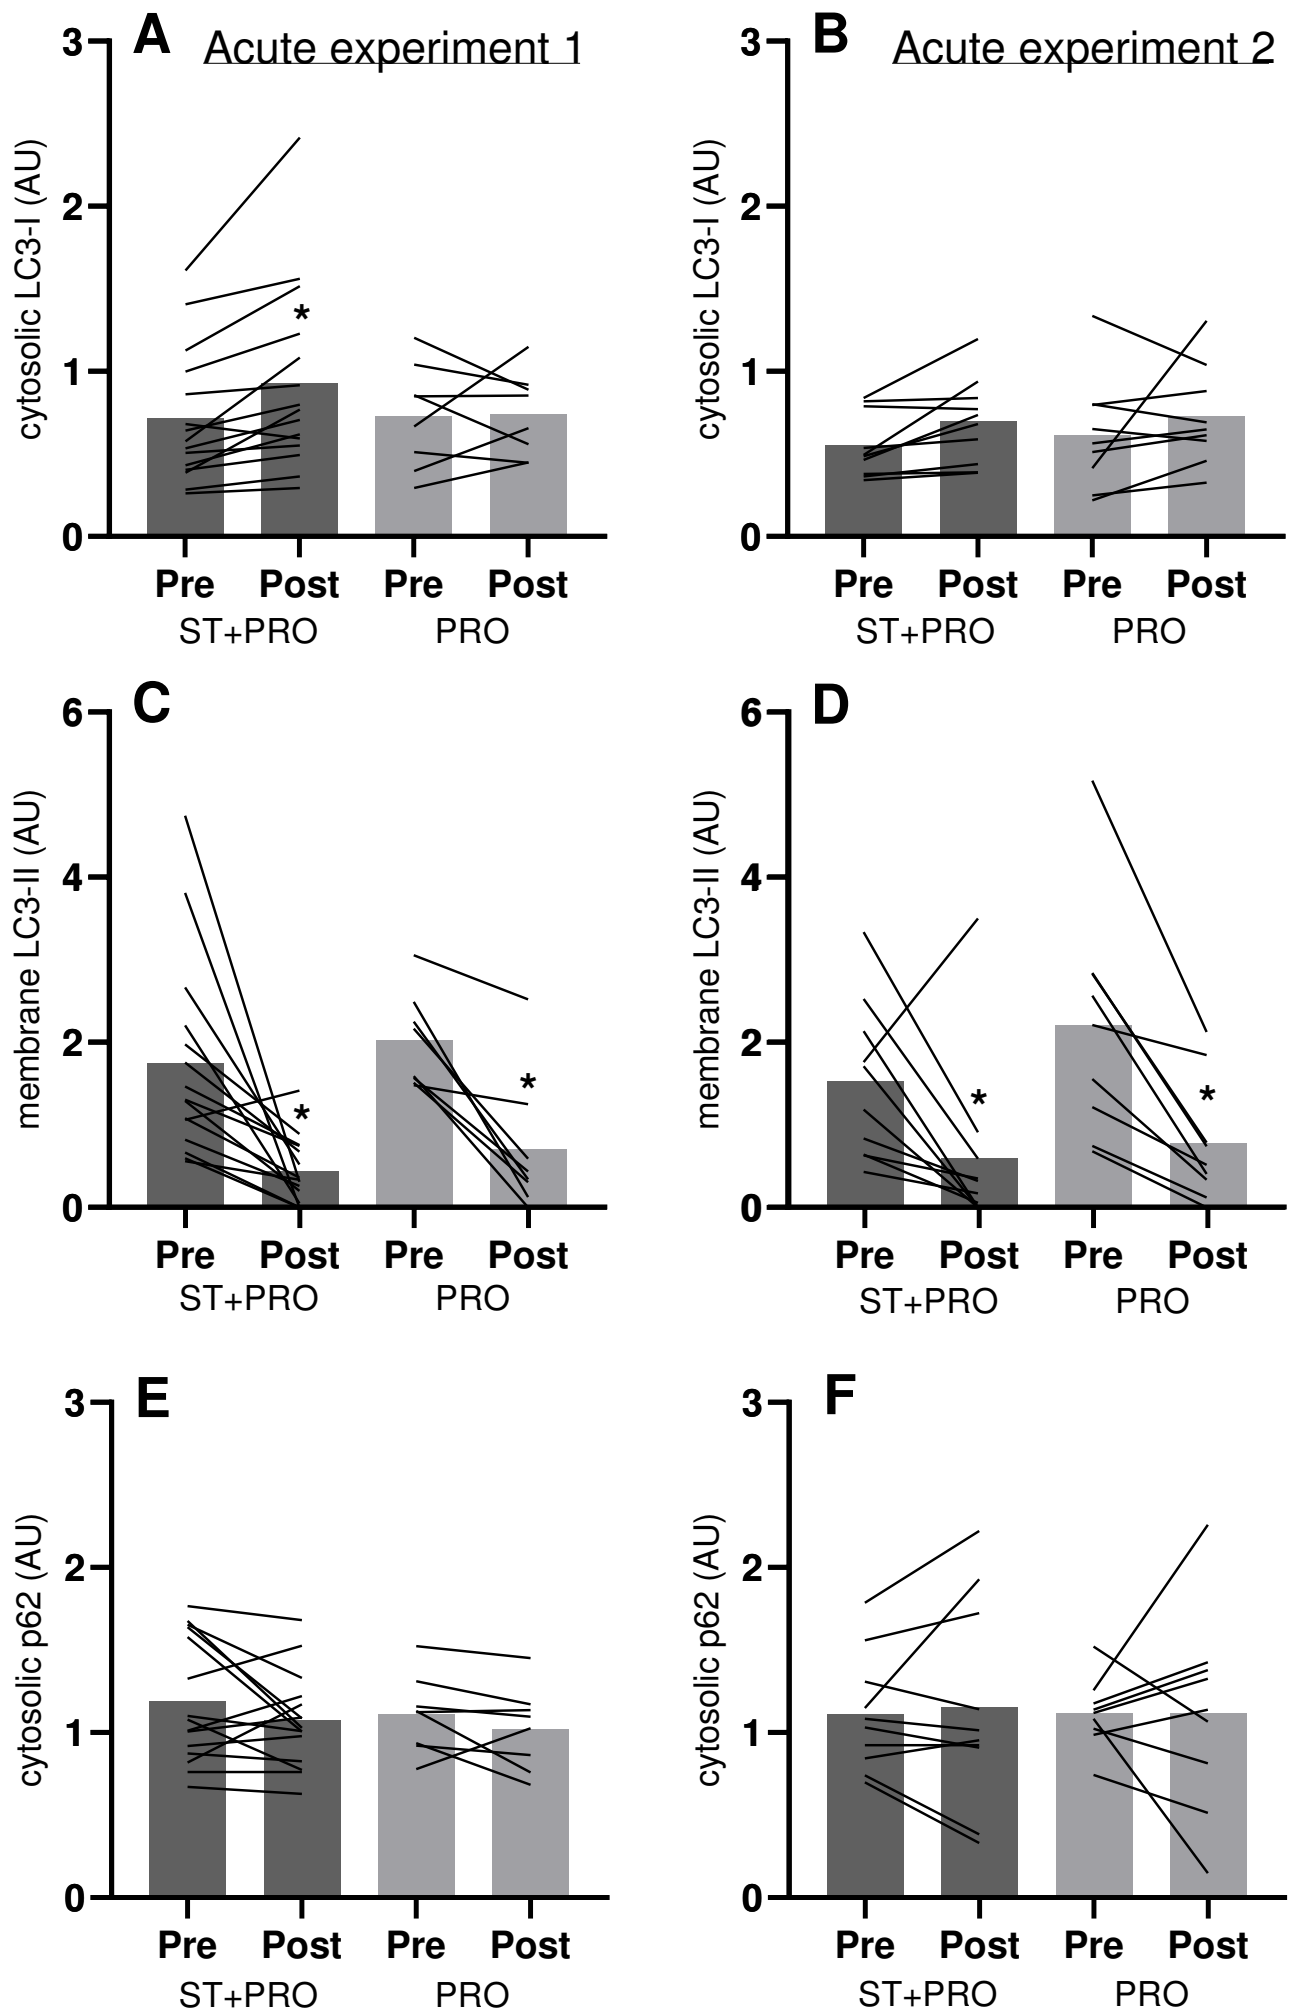 A Acute experiment 1
3
2
1
0
cytosolic LC3-I (AU)
*
Pre Post Pre Post
ST+PRO PRO
B Acute experiment 2
3
2
1
0
cytosolic LC3-I (AU)
Pre Post Pre Post
ST+PRO PRO
C
6
4
2
0
membrane LC3-II (AU)
* *
Pre Post Pre Post
ST+PRO PRO
D
6
4
2
0
membrane LC3-II (AU)
* *
Pre Post Pre Post
ST+PRO PRO
E
3
2
1
0
cytosolic p62 (AU)
Pre Post Pre Post
ST+PRO PRO
F
3
2
1
0
cytosolic p62 (AU)
Pre Post Pre Post
ST+PRO PRO